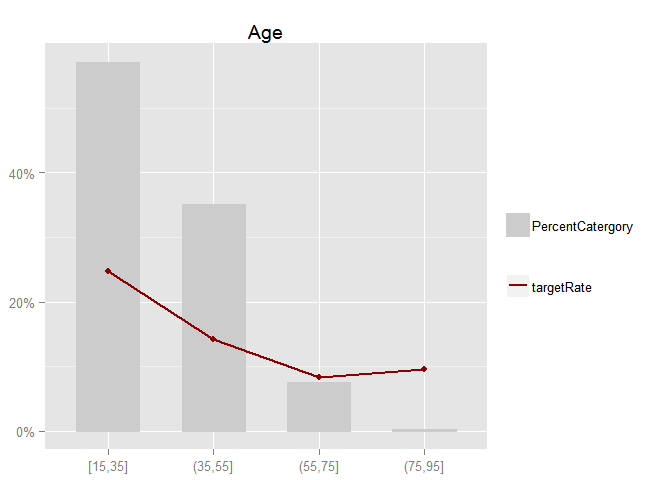 Age
40%
20%
0%
[15,35]
(35,55]
(55,75]
(75,95]
PercentCatergory
targetRate